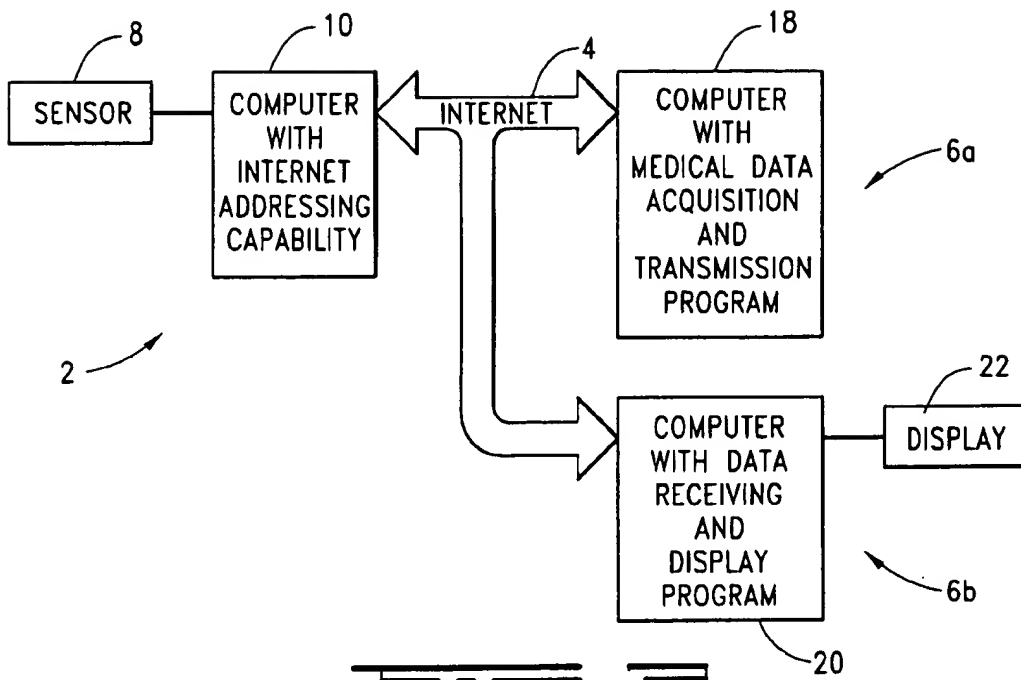 8
10
4
18
SENSOR
COMPUTER
WITH
INTERNET
ADDRESSING
CAPABILITY
INTERNET
COMPUTER
WITH
MEDICAL DATA
ACQUISITION
AND
TRANSMISSION
PROGRAM
6a
2
22
COMPUTER
WITH DATA
RECEIVING
AND
DISPLAY
PROGRAM
DISPLAY
6b
20